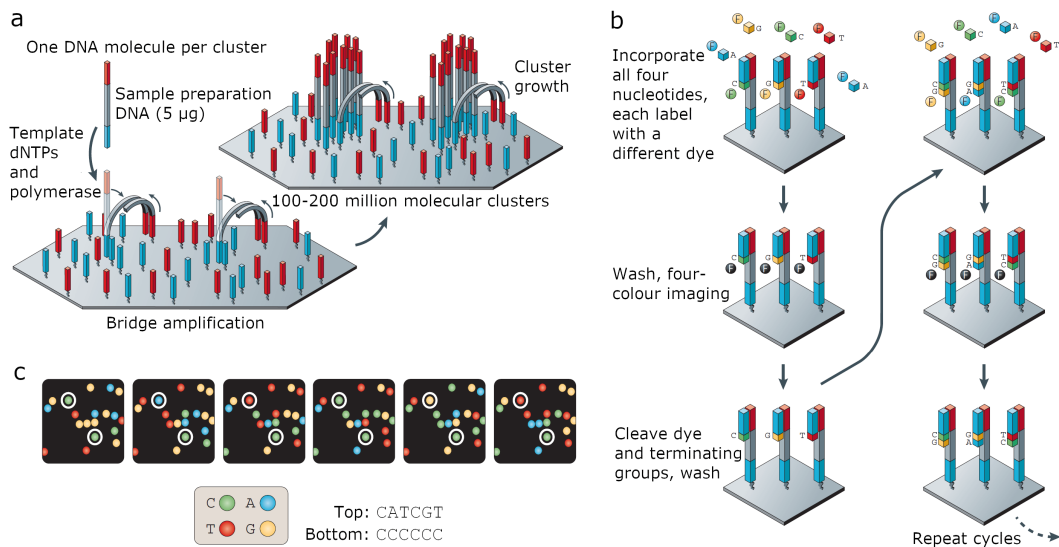 a
One DNA molecule per cluster
Sample preparation
DNA (5 µg)
Template
dNTPs
and
polymerase
Cluster
growth
100-200 million molecular clusters
Bridge amplification
b
Incorporate
all four
nucleotides,
each label
with a
different dye
F G
F C
F T
F A
F A
C G T
F F F
F G
F C
F A
F T
C G T
G A C
F F F
Wash, four-
colour imaging
C G T
F F F
C G T
G A C
F F F
Cleave dye
and terminating
groups, wash
C G T
C G T
G A C
Repeat cycles
c
C A
T G
Top: CATCGT
Bottom: CCCCCC